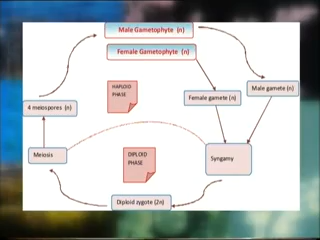 Male Gametophyte (n)
Female Gametophyte (n)
HAPLOID
PHASE
Male gamete (n)
Female gamete (n)
4 meiospores (n)
Meiosis
DIPLOID
PHASE
Syngamy
Diploid zygote (2n)